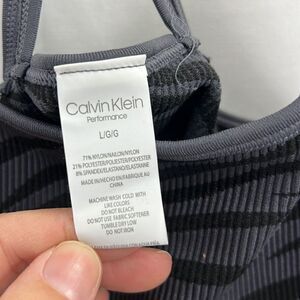 Calvin Klein
Performance
L/G/G
71% NYLON/NAILON/NYLON
21% POLYESTER/POLIESTER/POLYESTER
8% SPANDEX/ELASTANO/ELASTHANNE
MADE IN/HECHO EN/FABRIQUÉ EN
CHINA
MACHINE WASH COLD WITH
LIKE COLORS
DO NOT BLEACH
DO NOT USE FABRIC SOFTENER
TUMBLE DRY LOW
DO NOT IRON